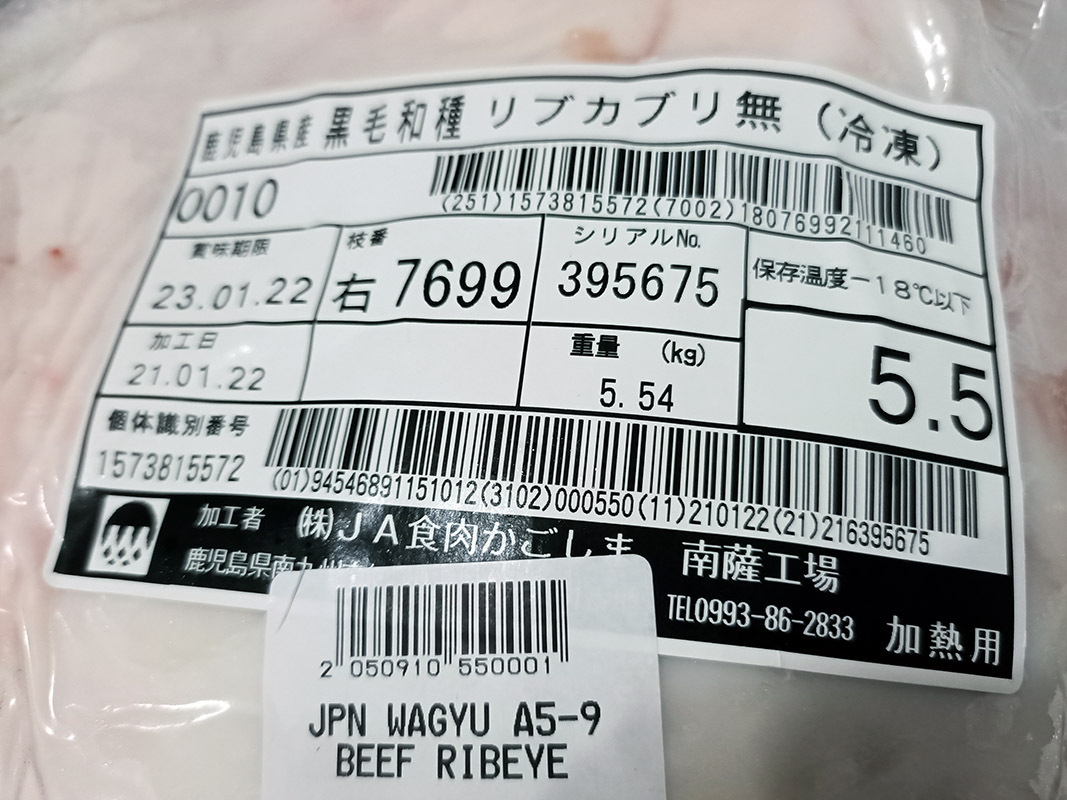 鹿児島県産 黒毛和種 リブカブリ無（冷凍）
0010
(251)1573815572(7002)18076992111460
賞味期限
23.01.22
枝番
右 7699
シリアルNo.
395675
保存温度-18℃以下
加工日
21.01.22
重量 (kg)
5.54
5.5
個体識別番号
1573815572
(01)94546891151012(3102)000550(11)210122(21)216395675
加工者 ㈱JA食肉かごしま 南薩工場
鹿児島県南九州
TEL0993-86-2833 加熱用
2 050910 550001
JPN WAGYU A5-9
BEEF RIBEYE